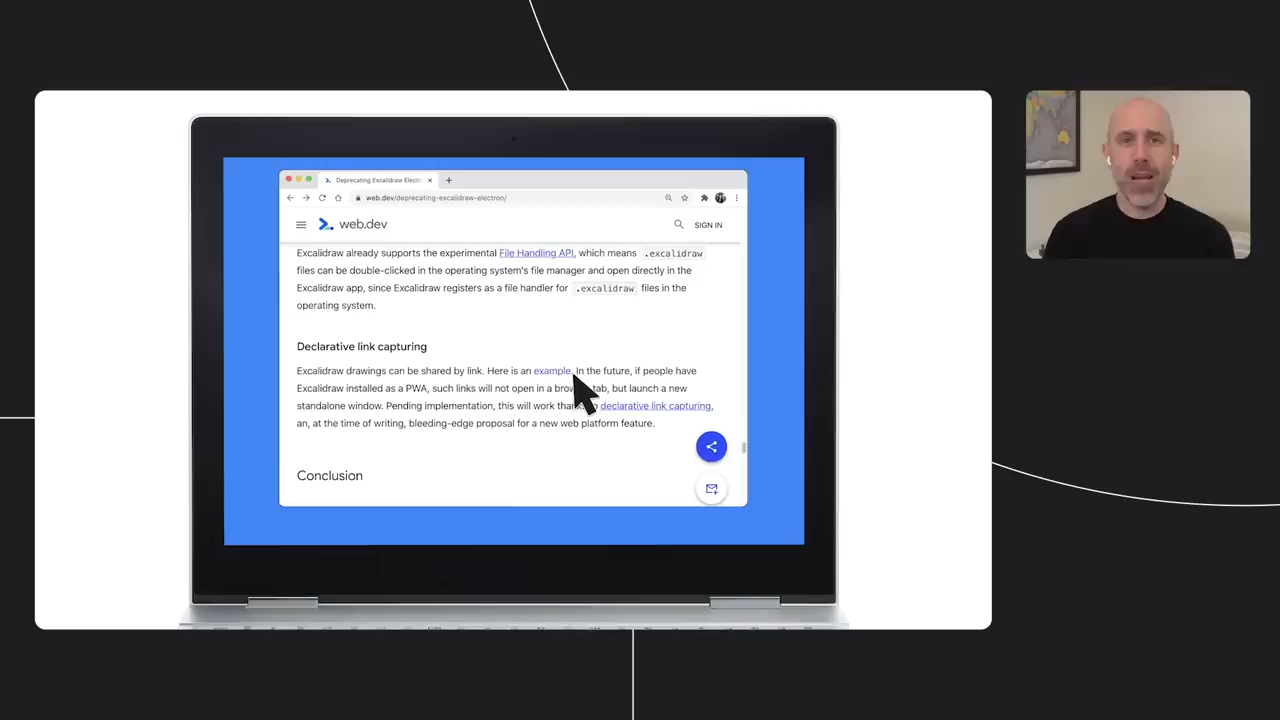 Deprecating Excalidraw Electr
web.dev/deprecating-excalidraw-electron/
web.dev
SIGN IN
Excalidraw already supports the experimental File Handling API, which means .excalidraw
files can be double-clicked in the operating system's file manager and open directly in the
Excalidraw app, since Excalidraw registers as a file handler for .excalidraw files in the
operating system.
Declarative link capturing
Excalidraw drawings can be shared by link. Here is an example. In the future, if people have
Excalidraw installed as a PWA, such links will not open in a tab, but launch a new
standalone window. Pending implementation, this will work declarative link capturing,
an, at the time of writing, bleeding-edge proposal for a new web platform feature.
Conclusion